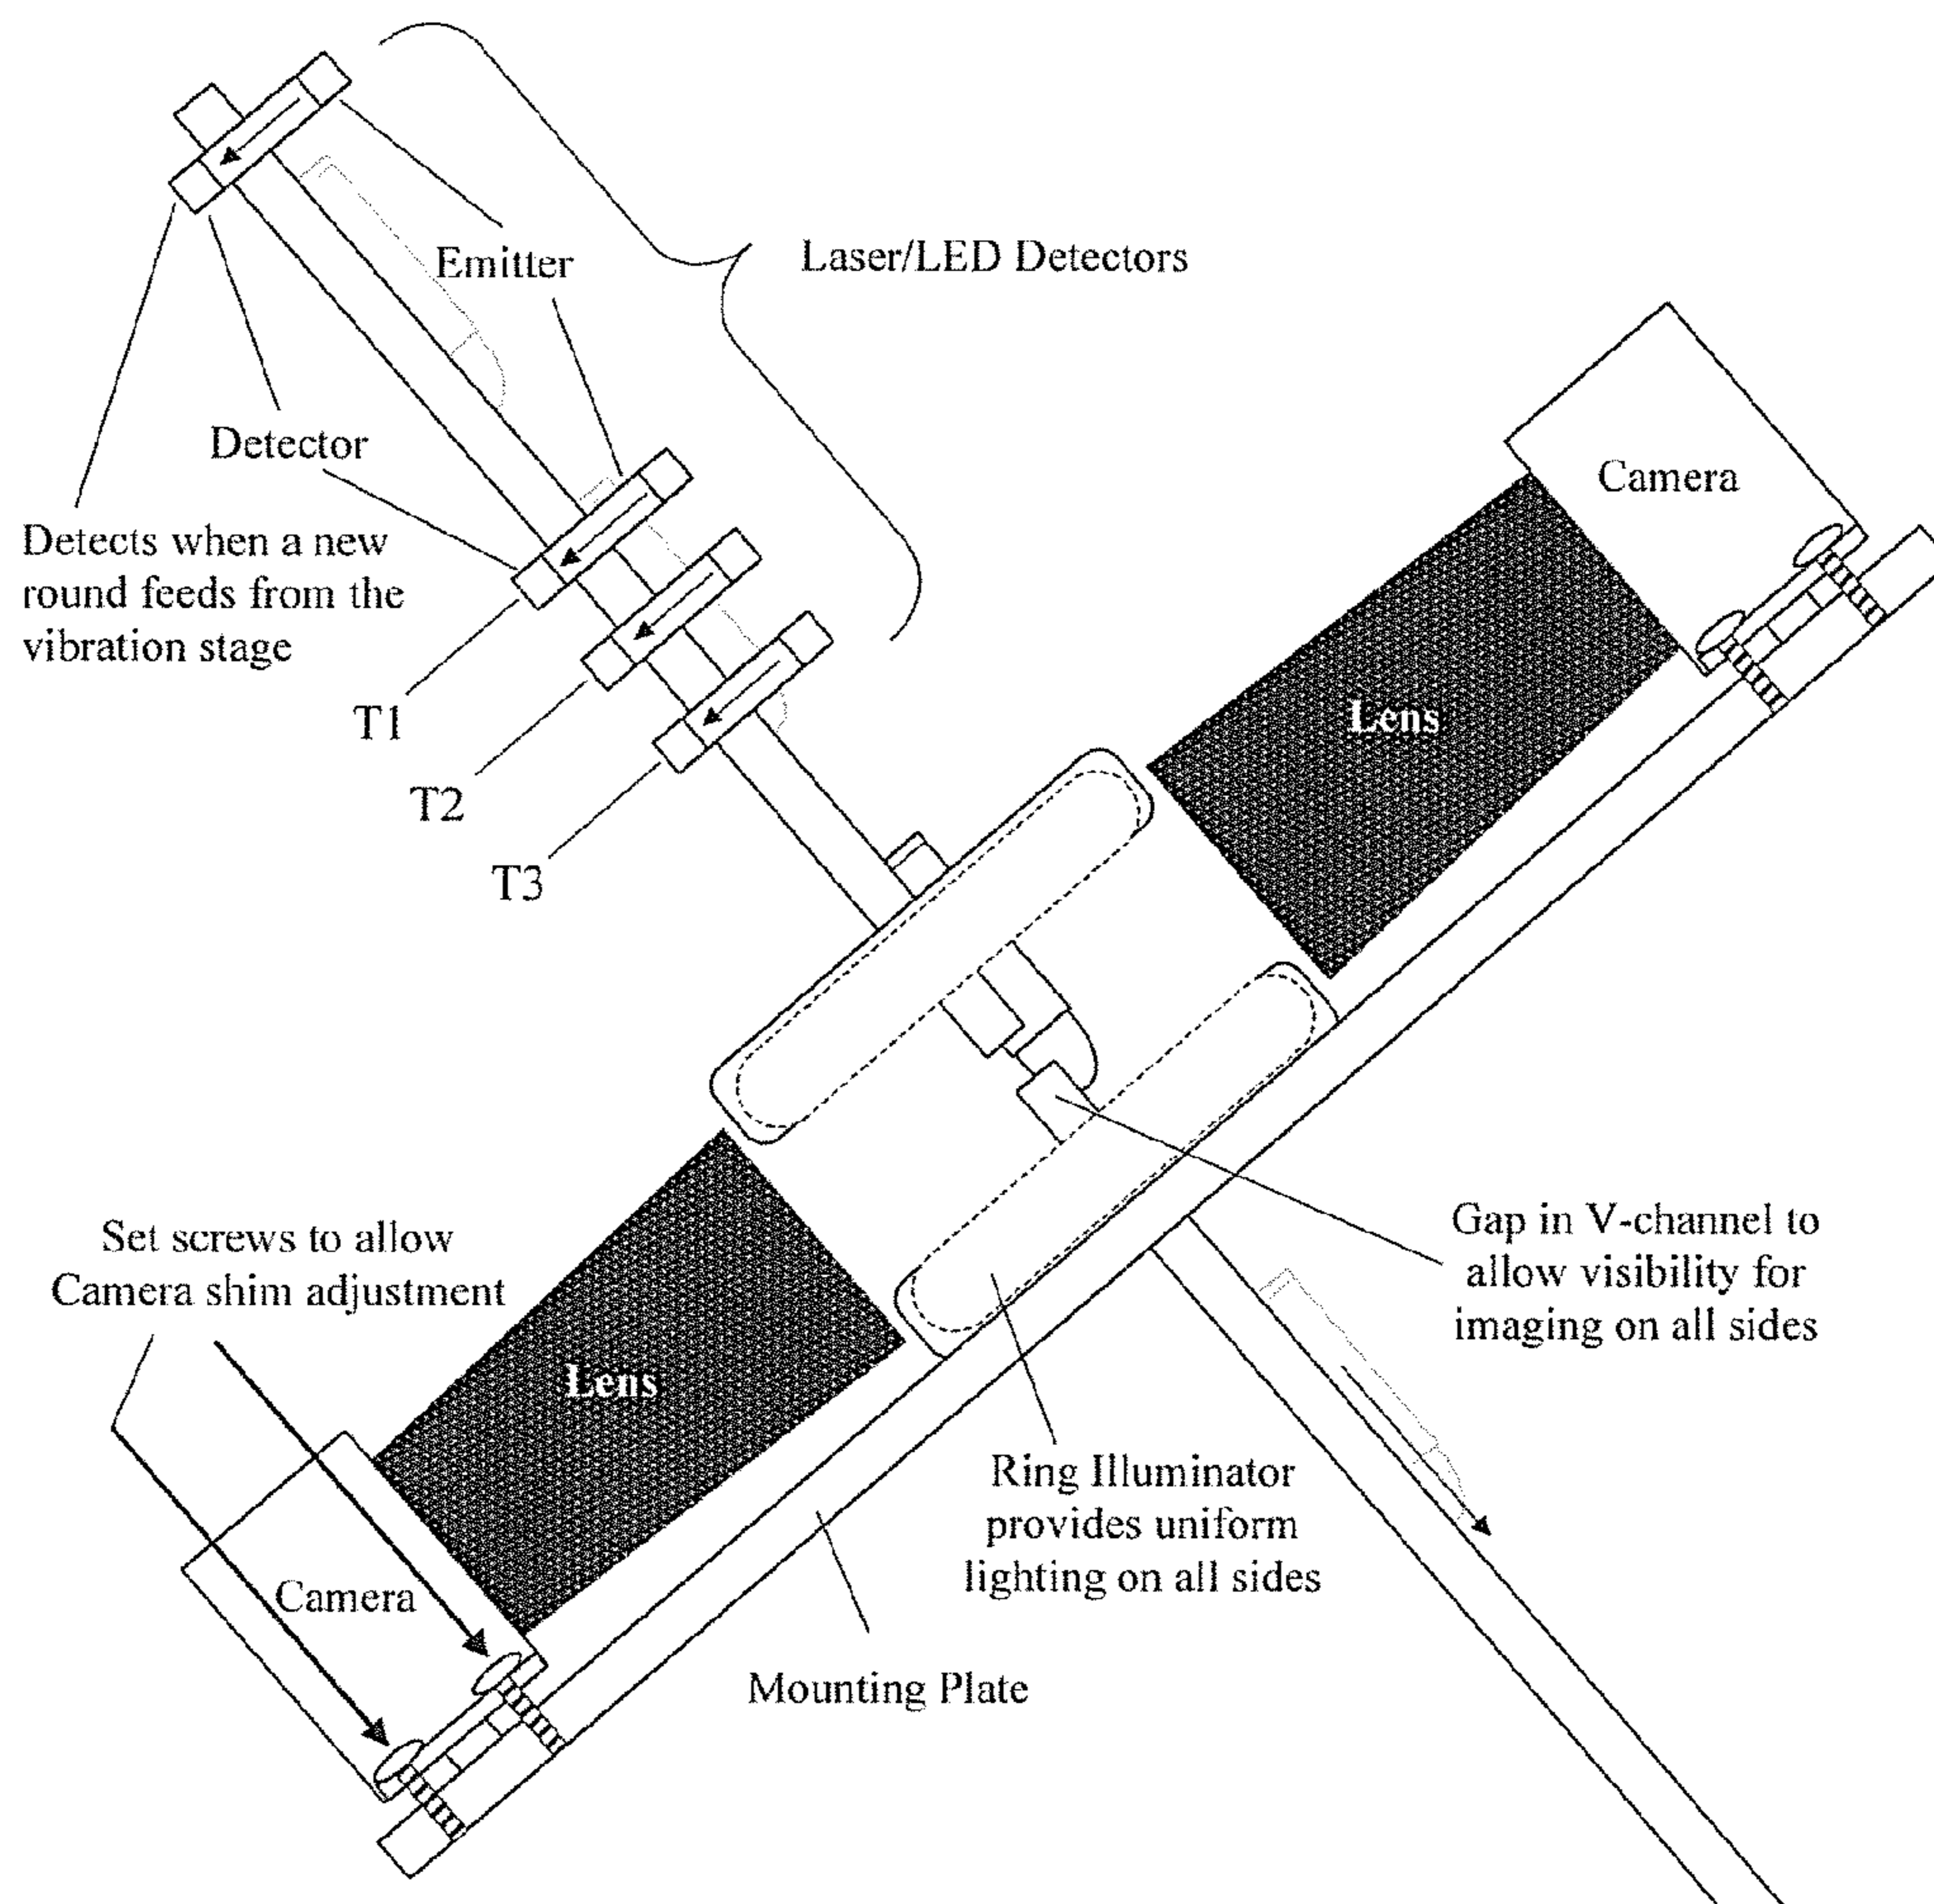 Laser/LED Detectors
Emitter
Detector
Detects when a new
round feeds from the
vibration stage
T1
T2
T3
Camera
Lens
Set screws to allow
Camera shim adjustment
Gap in V-channel to
allow visibility for
imaging on all sides
Lens
Ring Illuminator
provides uniform
lighting on all sides
Camera
Mounting Plate